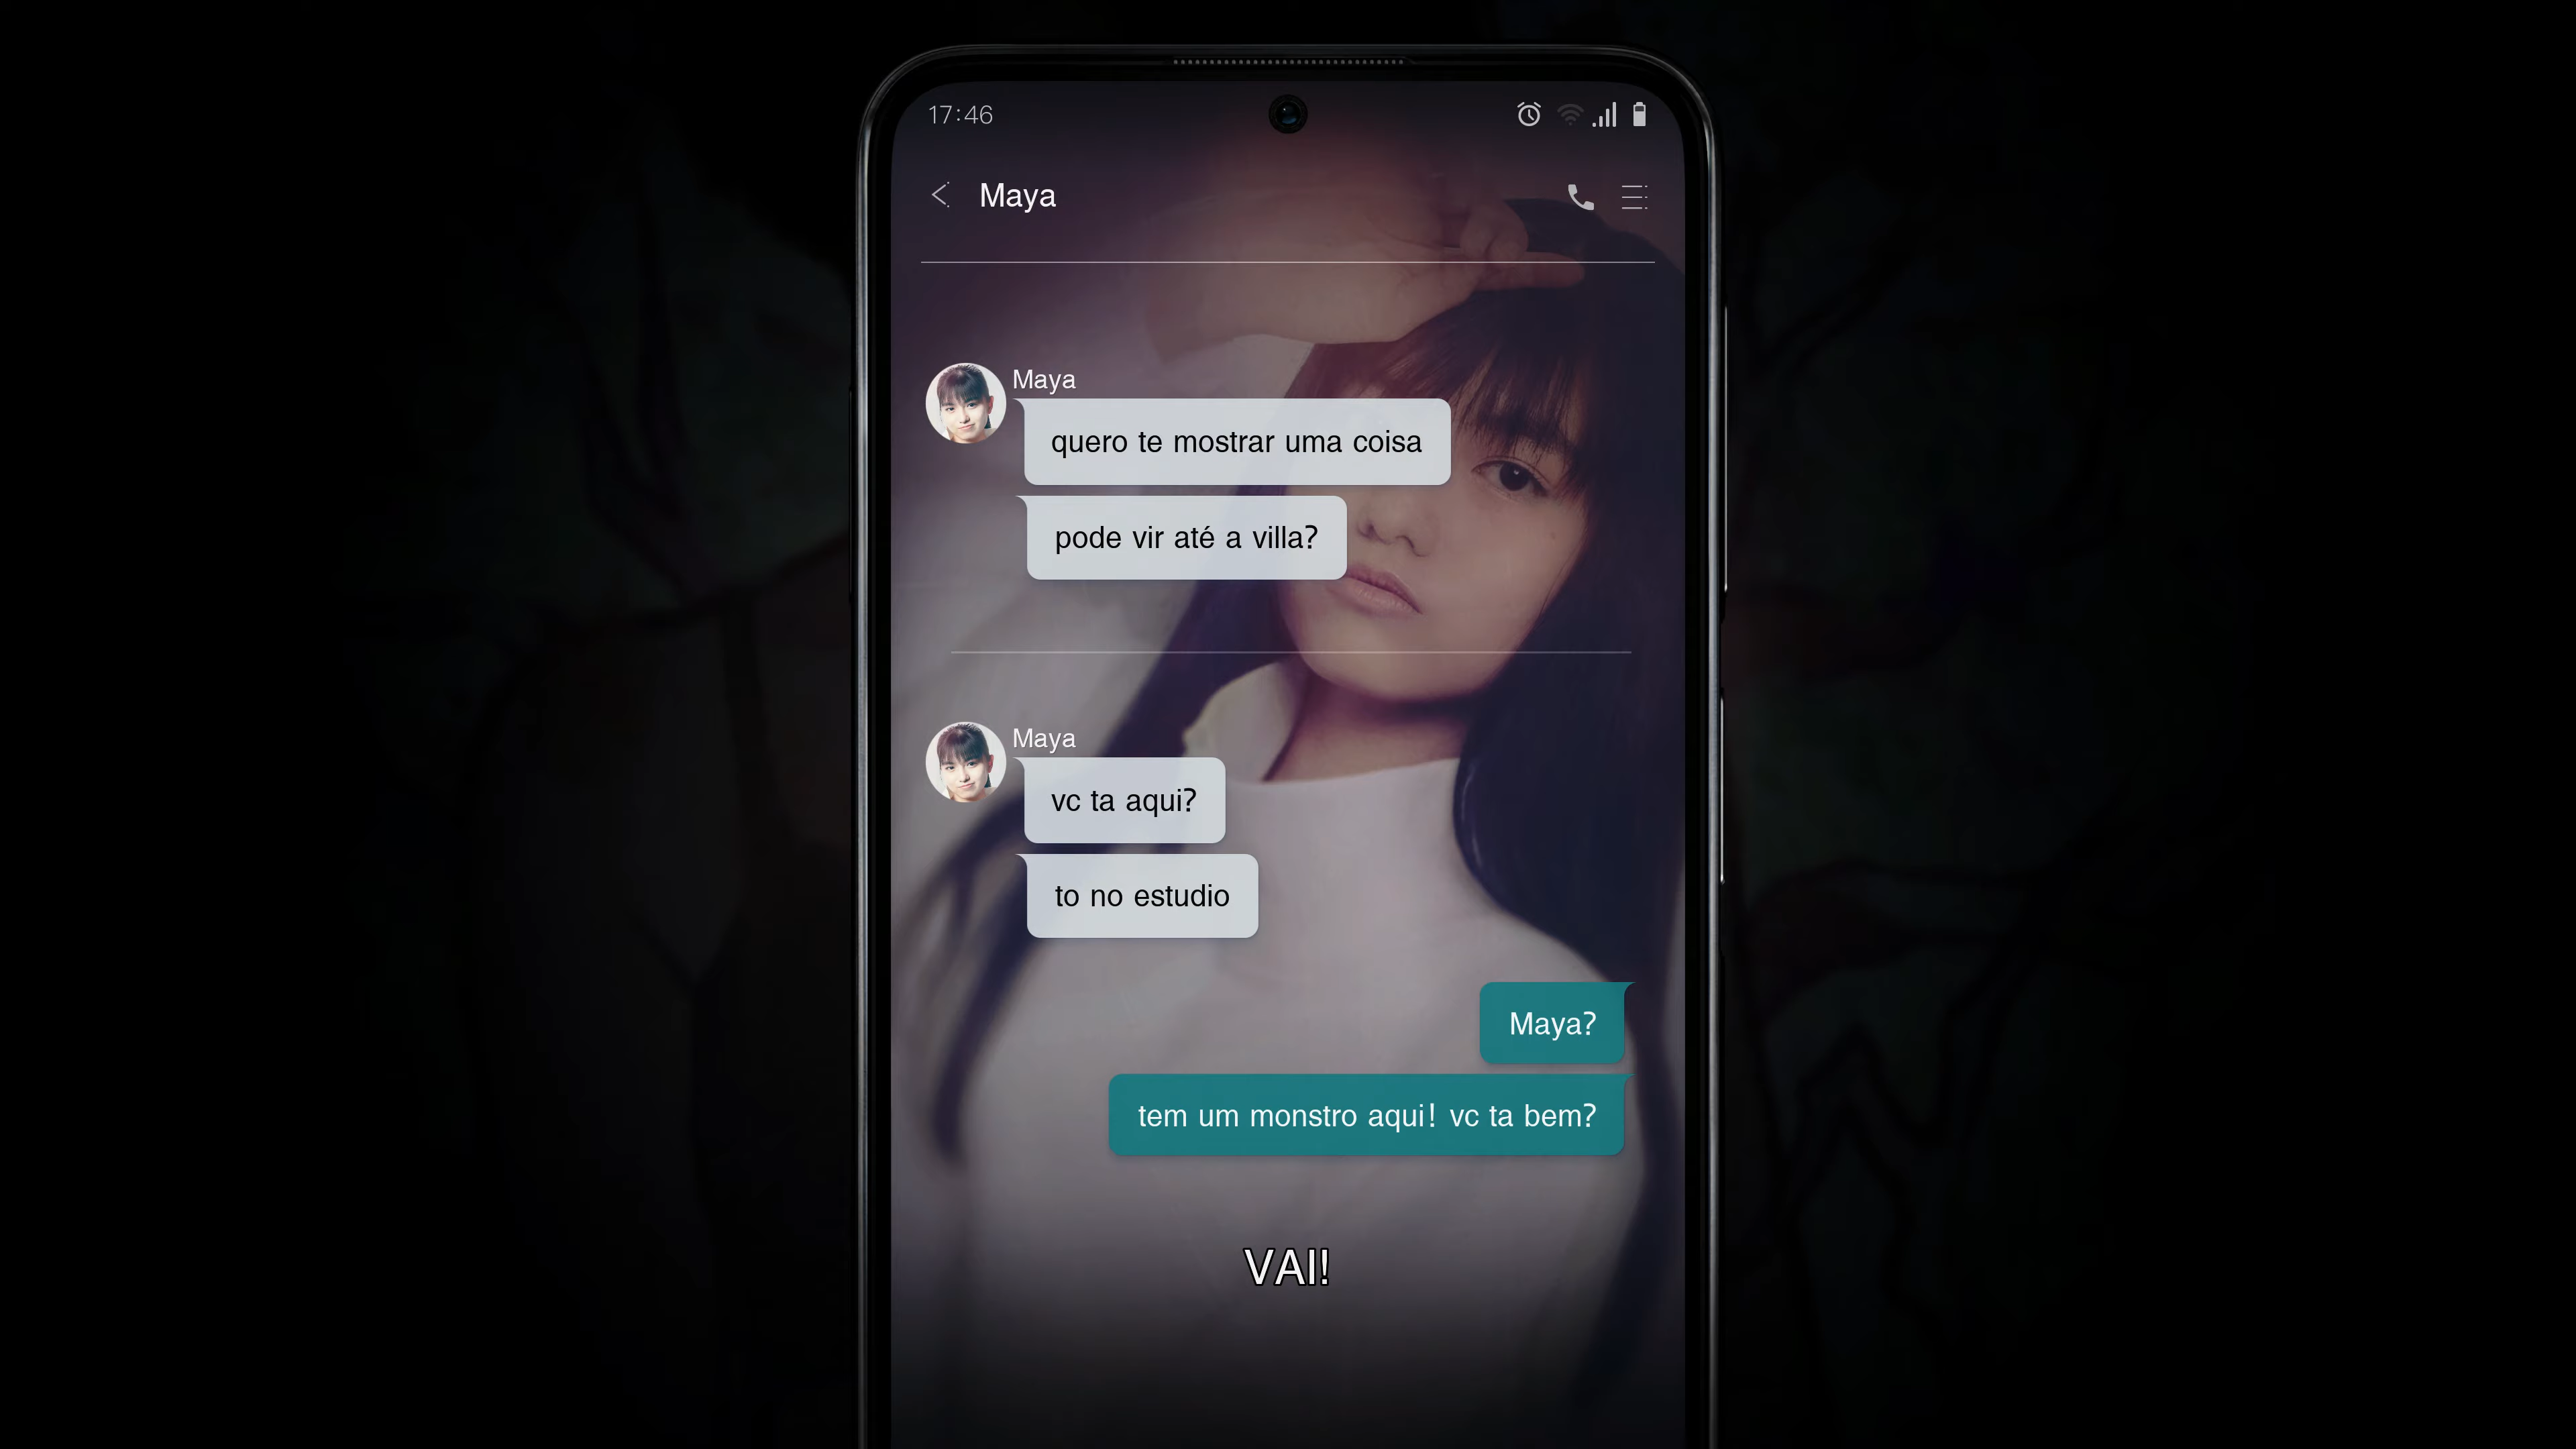 17:46
Maya
Maya
quero te mostrar uma coisa
pode vir até a villa?
Maya
vc ta aqui?
to no estudio
Maya?
tem um monstro aqui! vc ta bem?
VAI!